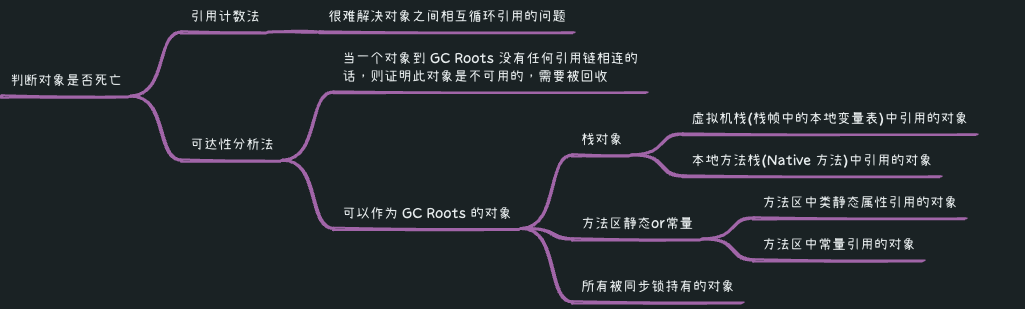 判断对象是否死亡
引用计数法
很难解决对象之间相互循环引用的问题
可达性分析法
当一个对象到 GC Roots 没有任何引用链相连的
话，则证明此对象是不可用的，需要被回收
可以作为 GC Roots 的对象
栈对象
虚拟机栈(栈帧中的本地变量表)中引用的对象
本地方法栈(Native 方法)中引用的对象
方法区静态or常量
方法区中类静态属性引用的对象
方法区中常量引用的对象
所有被同步锁持有的对象